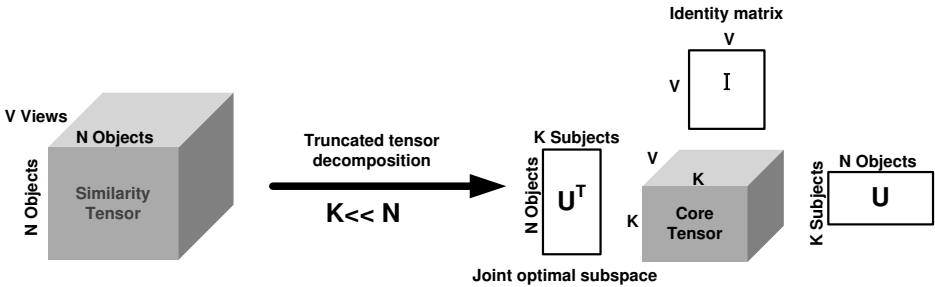 Identity matrix
V
V
I
V Views
N Objects
N Objects
Similarity
Tensor
Truncated tensor
decomposition
K<< N
K Subjects
N Objects
U^T
Joint optimal subspace
V
K
K
Core
Tensor
N Objects
K Subjects
U